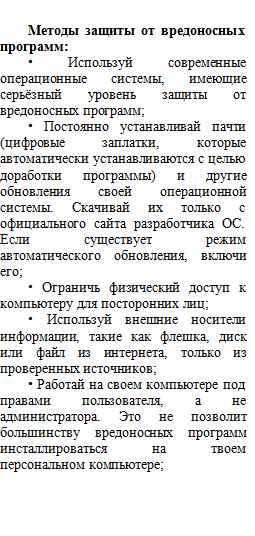 Методы защиты от вредоносных
программ:
• Используй современные
операционные системы, имеющие
серьёзный уровень защиты от
вредоносных программ;
• Постоянно устанавливай пачти
(цифровые заплатки, которые
автоматически устанавливаются с целью
доработки программы) и другие
обновления своей операционной
системы. Скачивай их только с
официального сайта разработчика ОС.
Если существует режим
автоматического обновления, включи
его;
• Ограничь физический доступ к
компьютеру для посторонних лиц;
• Используй внешние носители
информации, такие как флешка, диск
или файл из интернета, только из
проверенных источников;
• Работай на своем компьютере под
правами пользователя, а не
администратора. Это не позволит
большинству вредоносных программ
инсталлироваться на твоем
персональном компьютере;